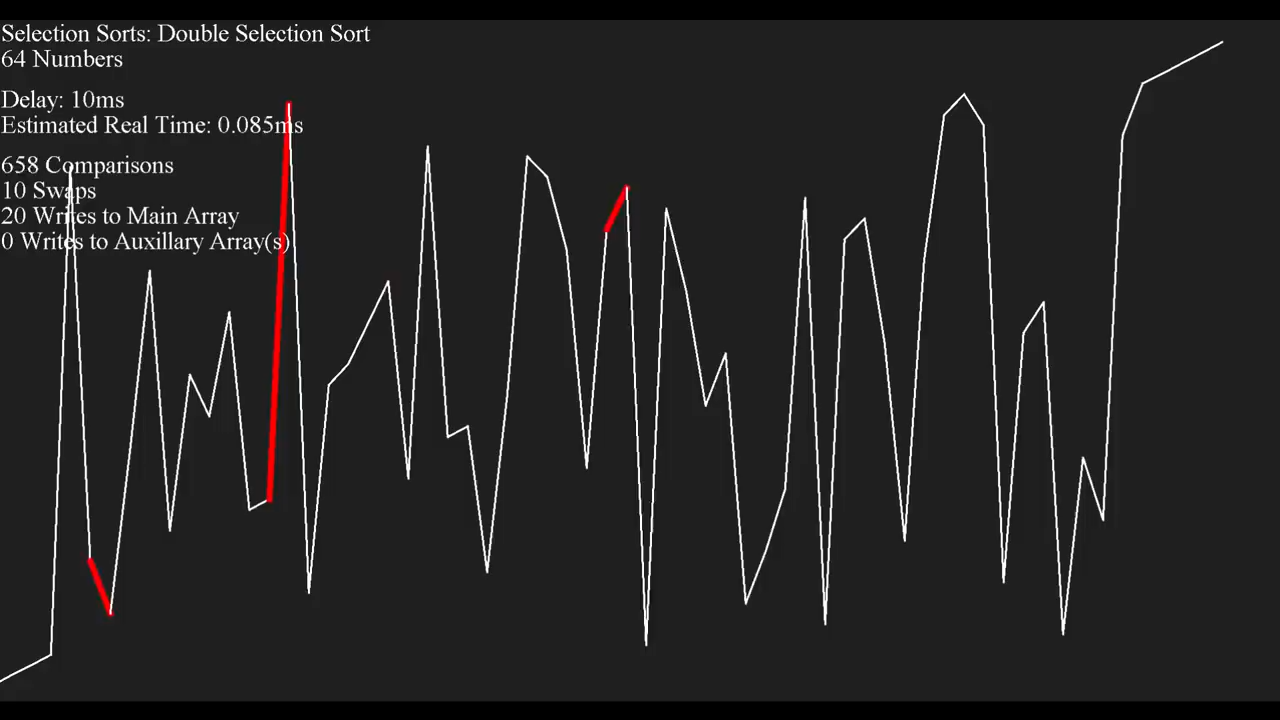 Selection Sorts: Double Selection Sort
64 Numbers
Delay: 10ms
Estimated Real Time: 0.085ms
658 Comparisons
10 Swaps
20 Writes to Main Array
0 Writes to Auxillary Array(s)